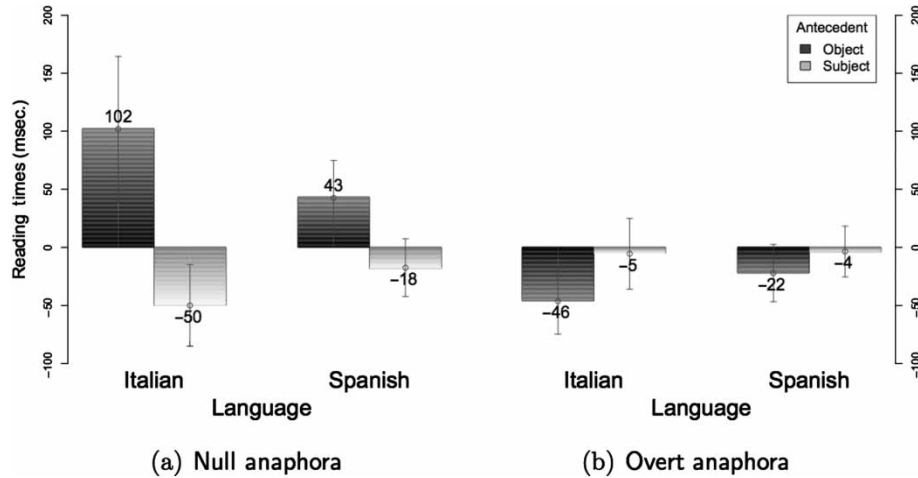 200
150
100
50
0
−50
−100
Reading times (msec.)
102
−50
43
−18
Italian
Spanish
Language
(a) Null anaphora
Antecedent
Object
Subject
−46
−5
−22
−4
Italian
Spanish
Language
200
150
100
50
0
−50
−100
(b) Overt anaphora